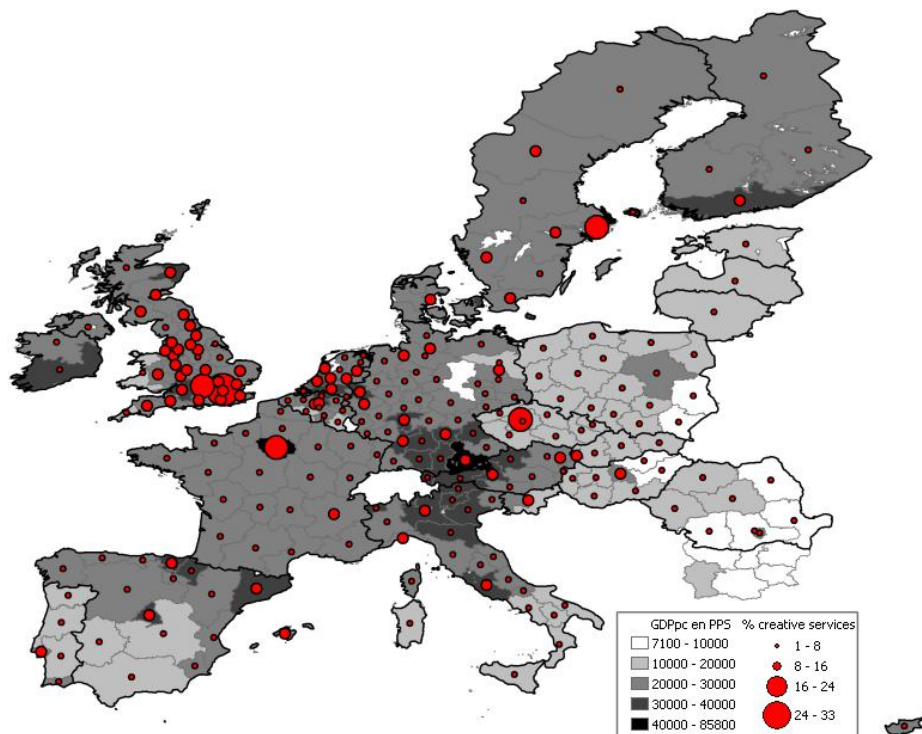 GDPpc en PPS
7100 - 10000
10000 - 20000
20000 - 30000
30000 - 40000
40000 - 85800
% creative services
1 - 8
8 - 16
16 - 24
24 - 33